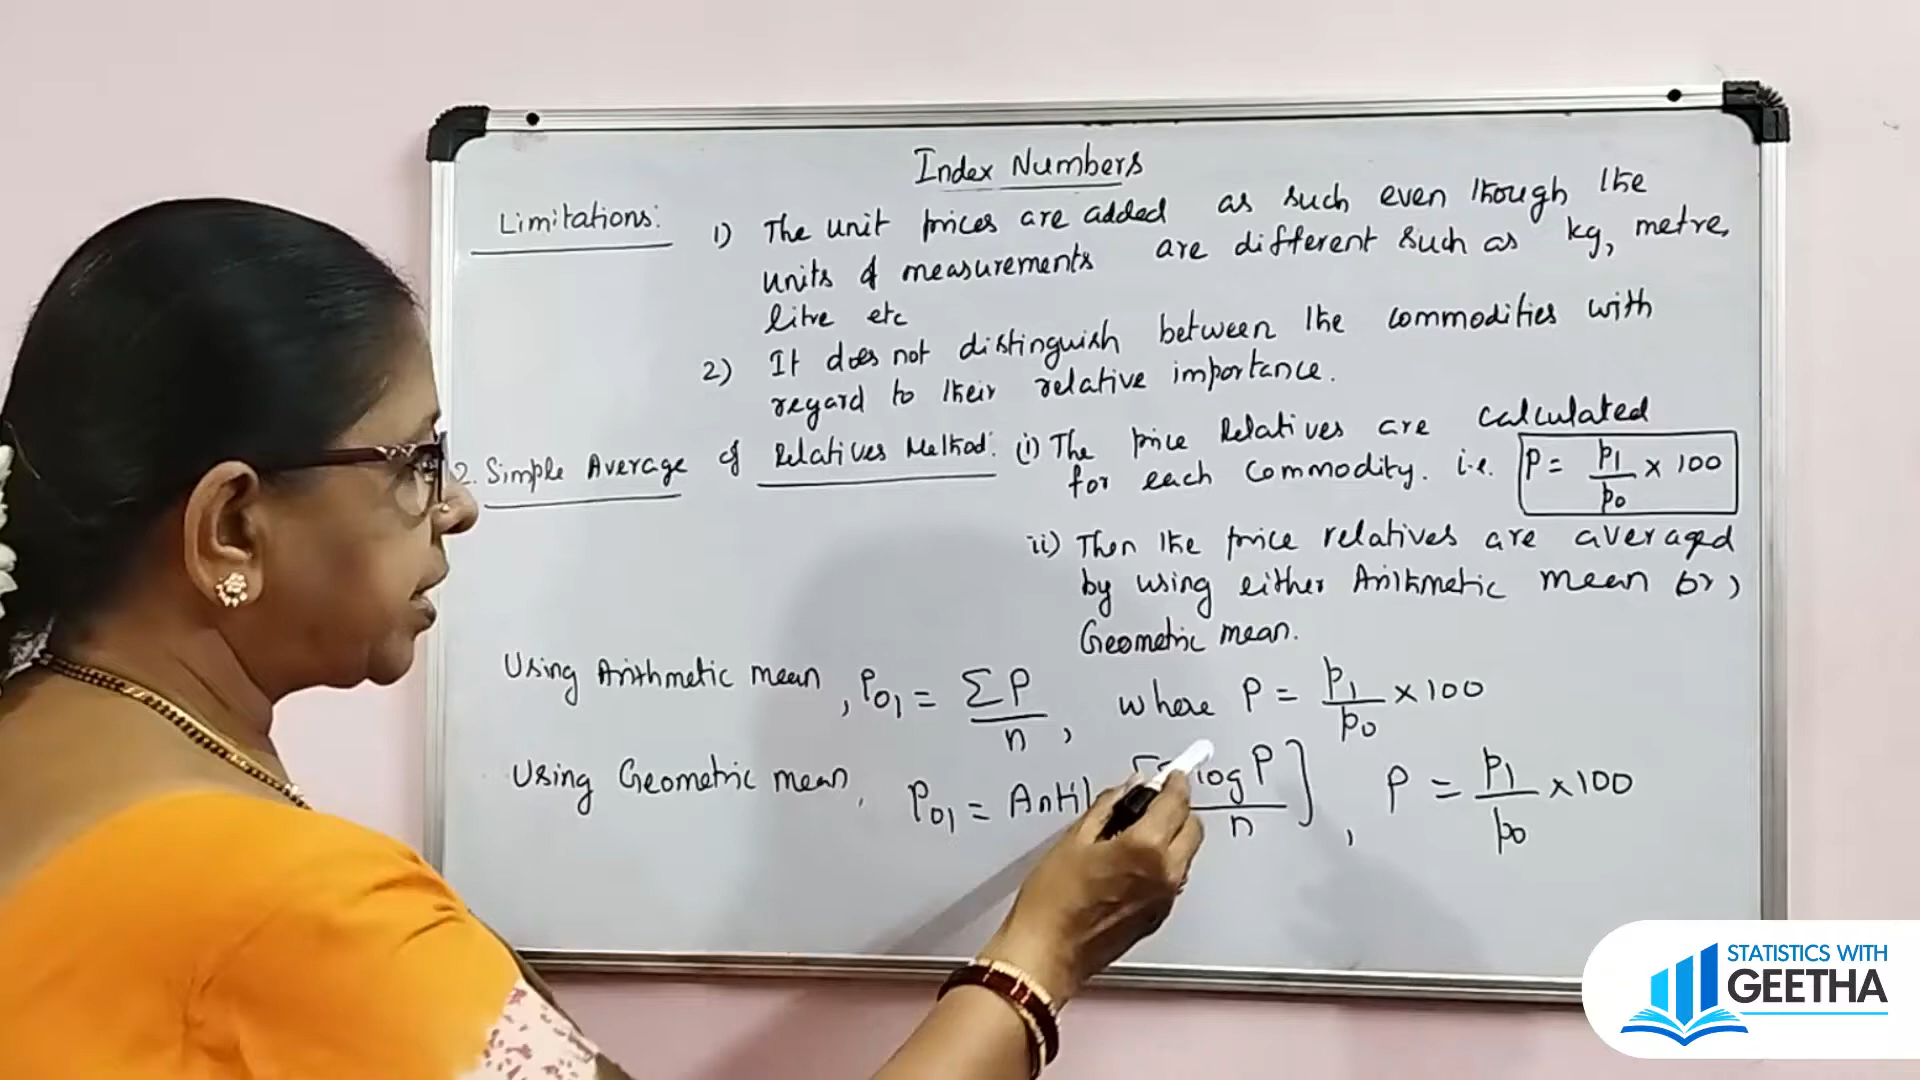 Index Numbers
Limitations: 1) The unit prices are added as such even though the
units of measurements are different such as kg, metre,
litre etc
2) It does not distinguish between the commodities with
regard to their relative importance.
2. Simple Average of Relatives Method: (i) The price Relatives are calculated
for each commodity. i.e. P = p₁/p₀ × 100
ii) Then the price relatives are averaged
by using either Arithmetic mean (or)
Geometric mean.
Using Arithmetic mean, P₀₁ = ΣP/n, where P = p₁/p₀ × 100
Using Geometric mean, P₀₁ = Antil [ log P/n ], P = p₁/p₀ × 100
STATISTICS WITH
GEETHA